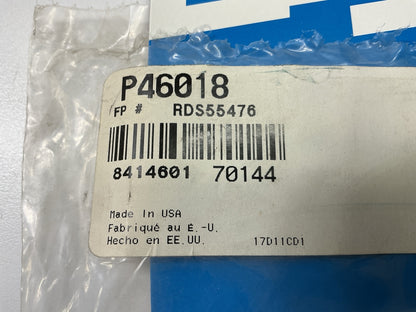 P46018
FP # RDS55476
8414601 70144
Made In USA
Fabriqué au É.-U.
Hecho en EE.UU. 17D11CD1